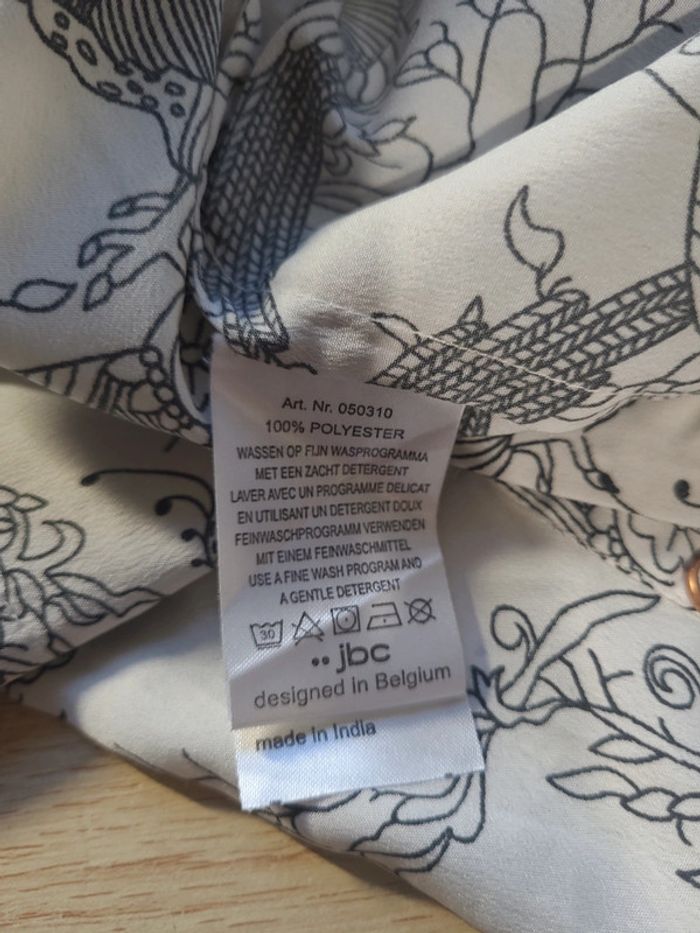 Art. Nr. 050310
100% POLYESTER
WASSEN OP FIJN WASPROGRAMMA
MET EEN ZACHT DETERGENT
LAVER AVEC UN PROGRAMME DELICAT
EN UTILISANT UN DETERGENT DOUX
FEINWASCHPROGRAMM VERWENDEN
MIT EINEM FEINWASCHMITTEL
USE A FINE WASH PROGRAM AND
A GENTLE DETERGENT
30
jbc
designed in Belgium
made in India